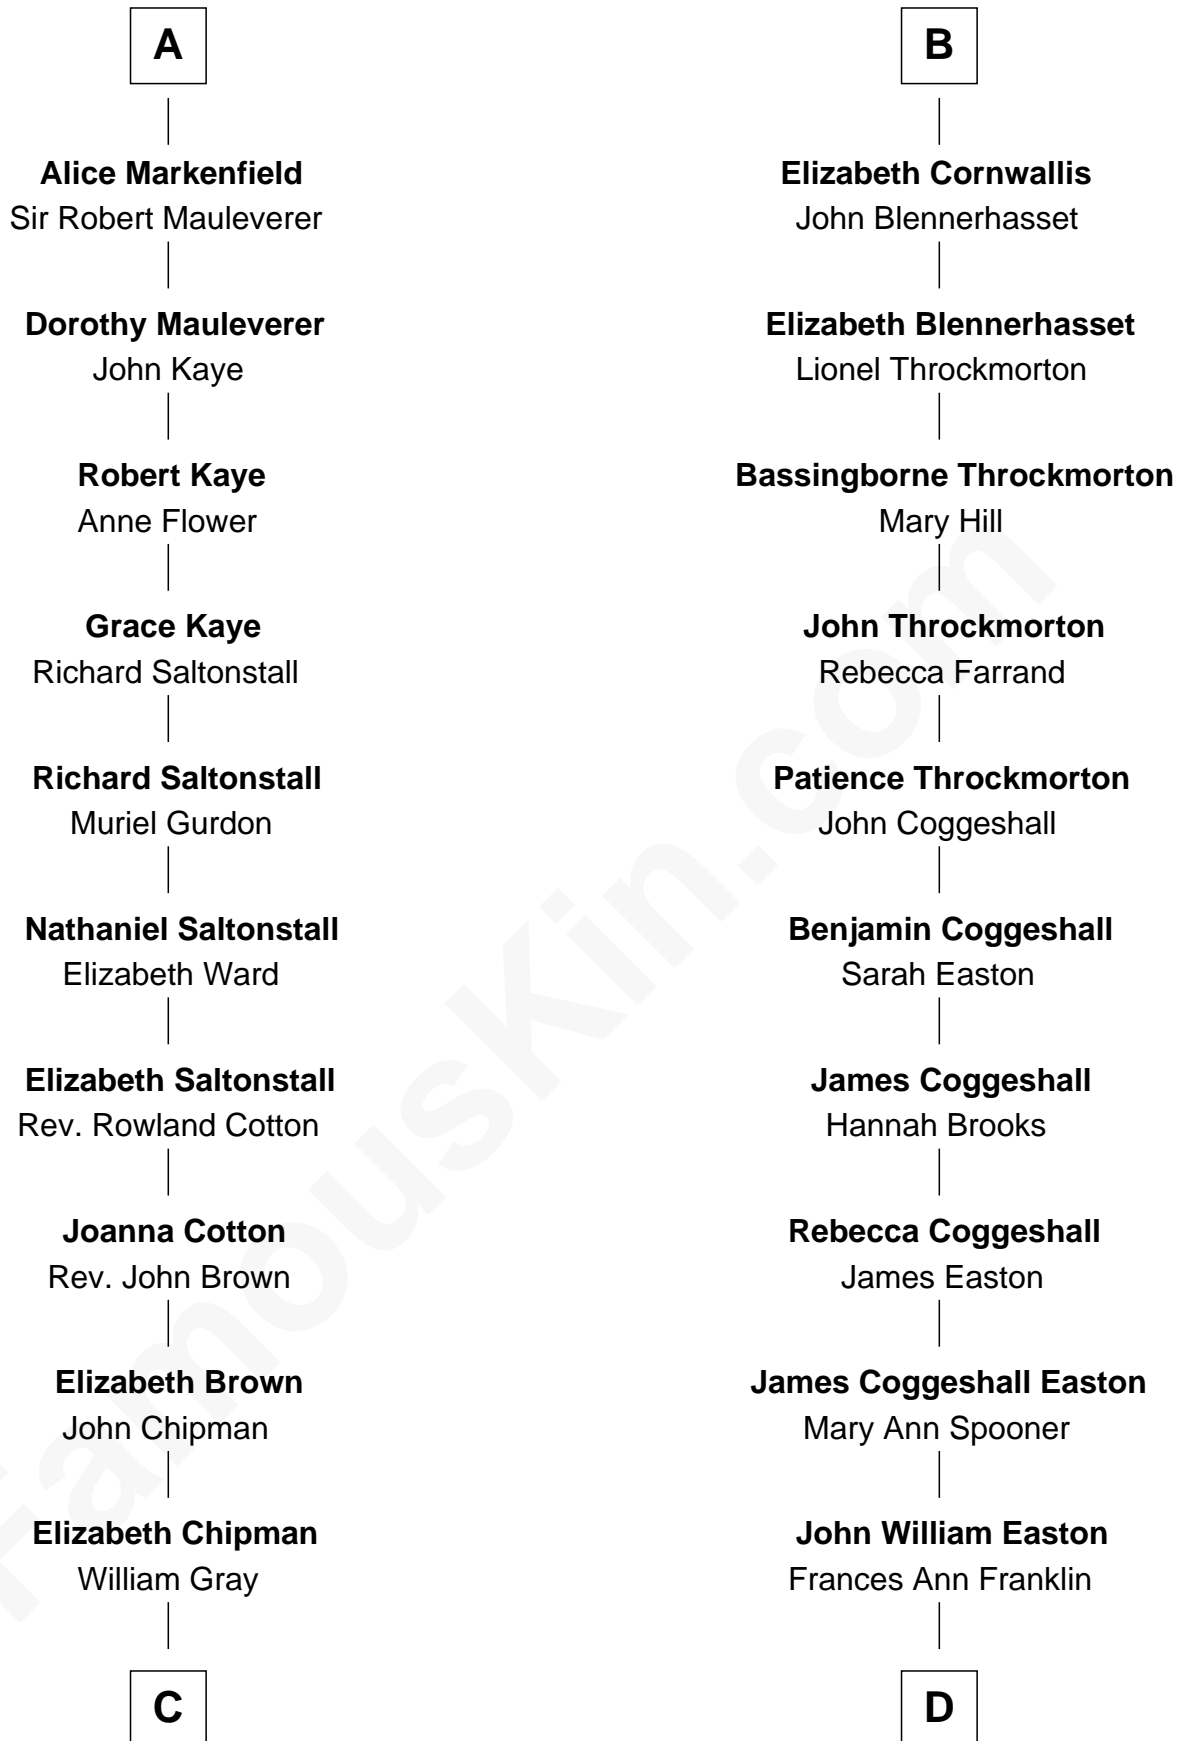 A
Alice Markenfield
Sir Robert Mauleverer
Dorothy Mauleverer
John Kaye
Robert Kaye
Anne Flower
Grace Kaye
Richard Saltonstall
Richard Saltonstall
Muriel Gurdon
Nathaniel Saltonstall
Elizabeth Ward
Elizabeth Saltonstall
Rev. Rowland Cotton
Joanna Cotton
Rev. John Brown
Elizabeth Brown
John Chipman
Elizabeth Chipman
William Gray
C
B
Elizabeth Cornwallis
John Blennerhasset
Elizabeth Blennerhasset
Lionel Throckmorton
Bassingborne Throckmorton
Mary Hill
John Throckmorton
Rebecca Farrand
Patience Throckmorton
John Coggeshall
Benjamin Coggeshall
Sarah Easton
James Coggeshall
Hannah Brooks
Rebecca Coggeshall
James Easton
James Coggeshall Easton
Mary Ann Spooner
John William Easton
Frances Ann Franklin
D
FamousKin.com